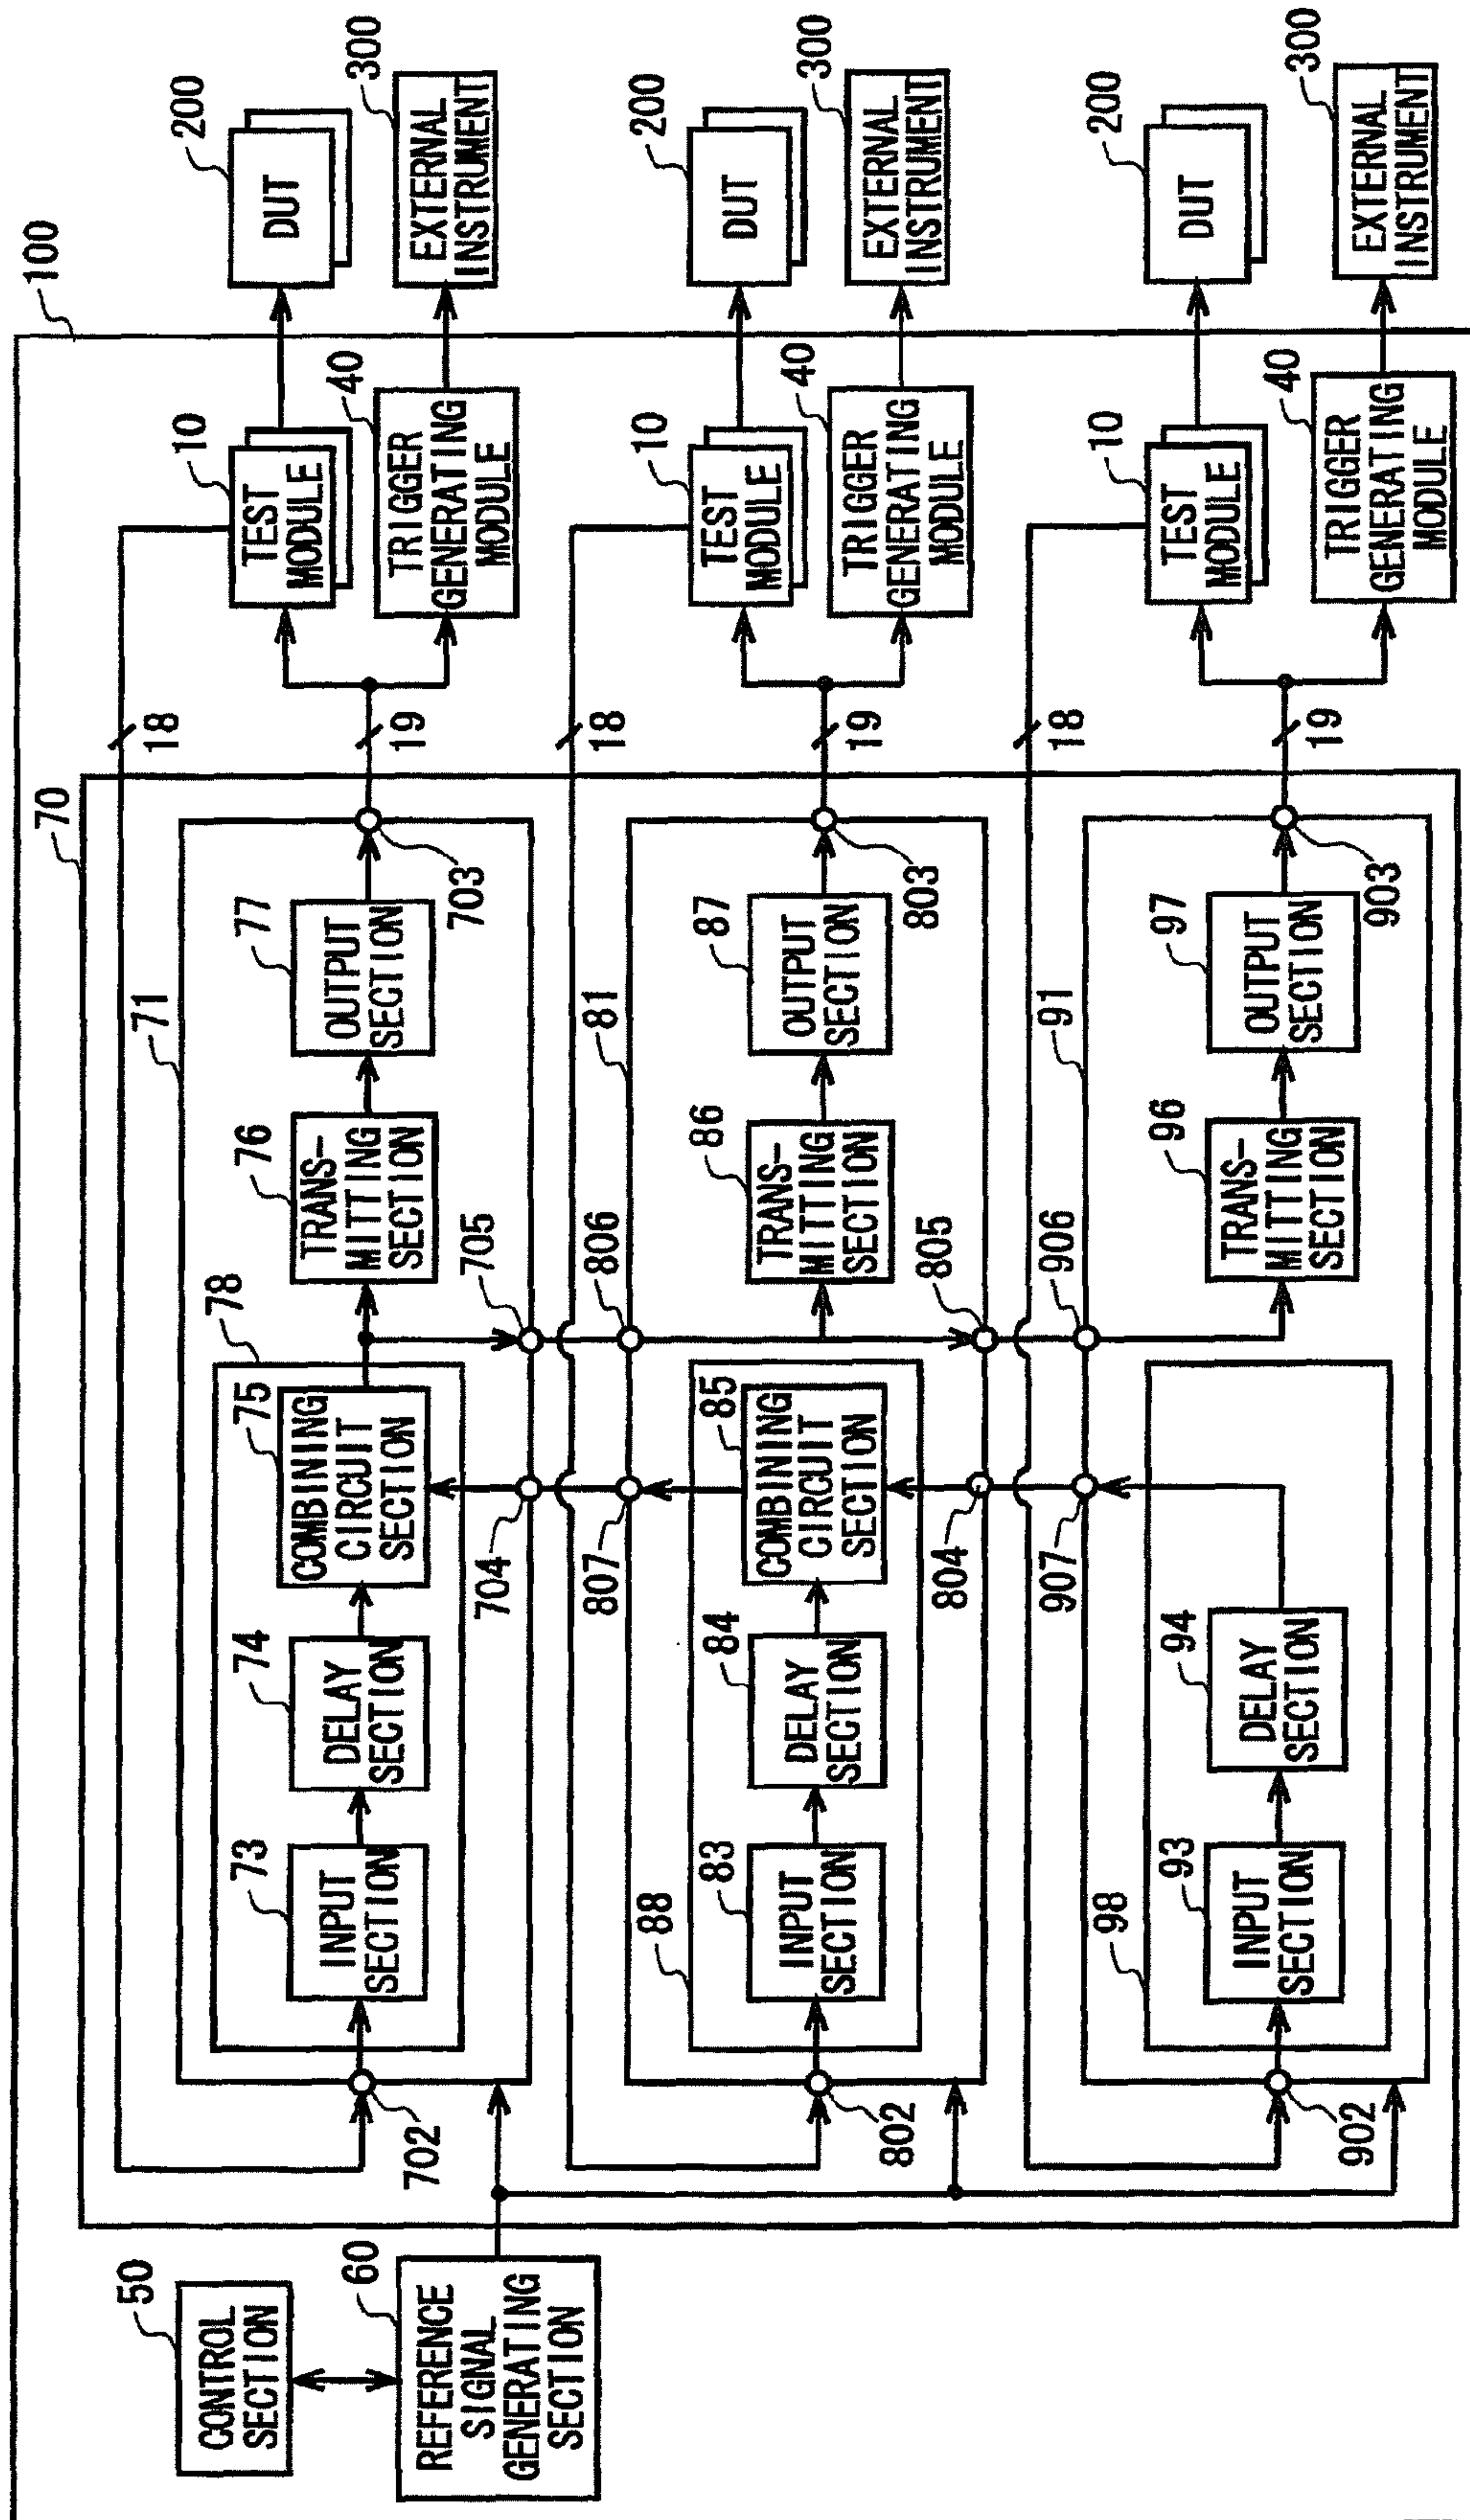 100
200
DUT
300
EXTERNAL
INSTRUMENT
10
TEST
MODULE
40
TRIGGER
GENERATING
MODULE
18
19
200
DUT
300
EXTERNAL
INSTRUMENT
10
TEST
MODULE
40
TRIGGER
GENERATING
MODULE
18
19
200
DUT
300
EXTERNAL
INSTRUMENT
10
TEST
MODULE
40
TRIGGER
GENERATING
MODULE
18
19
70
71
78
73
INPUT
SECTION
74
DELAY
SECTION
75
COMBINING
CIRCUIT
SECTION
76
TRANS-
MITTING
SECTION
77
OUTPUT
SECTION
702
703
704
705
81
88
83
INPUT
SECTION
84
DELAY
SECTION
85
COMBINING
CIRCUIT
SECTION
86
TRANS-
MITTING
SECTION
87
OUTPUT
SECTION
802
803
804
805
806
807
91
98
93
INPUT
SECTION
94
DELAY
SECTION
96
TRANS-
MITTING
SECTION
97
OUTPUT
SECTION
902
903
906
907
50
CONTROL
SECTION
60
REFERENCE
SIGNAL
GENERATING
SECTION